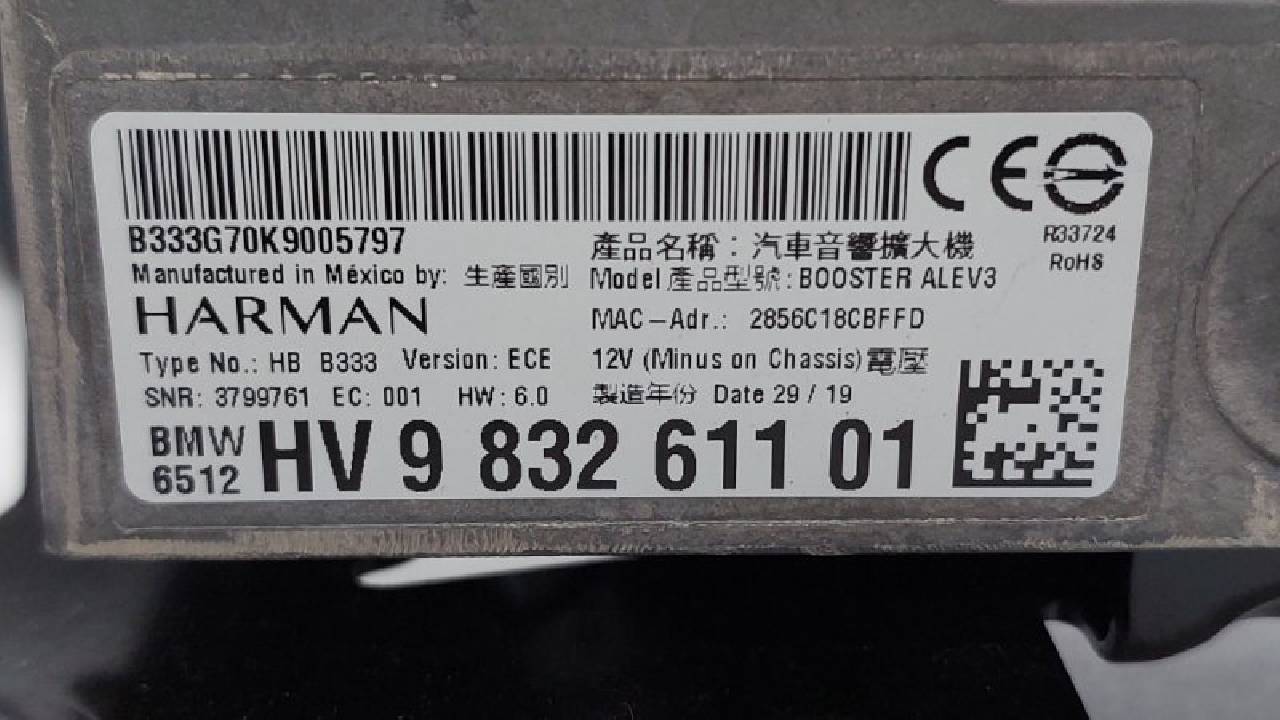 B333G70K9005797
Manufactured in México by: 生產國別
HARMAN
Type No.: HB B333 Version: ECE
SNR: 3799761 EC: 001 HW: 6.0
產品名稱：汽車音響擴大機
Model 產品型號: BOOSTER ALEV3
MAC-Adr.: 2856C18CBFFD
12V (Minus on Chassis) 電壓
製造年份 Date 29 / 19
BMW
6512
HV 9 832 611 01
CE
R33724
RoHS